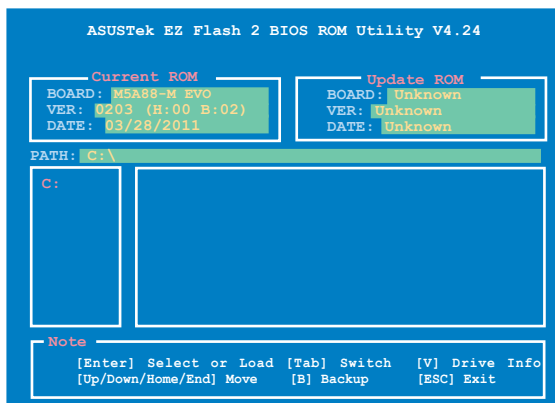 ASUSTek EZ Flash 2 BIOS ROM Utility V4.24
Current ROM
BOARD: M5A88-M EVO
VER: 0203 (H:00 B:02)
DATE: 03/28/2011
Update ROM
BOARD: Unknown
VER: Unknown
DATE: Unknown
PATH: C:\
C:
Note
[Enter] Select or Load [Tab] Switch [V] Drive Info
[Up/Down/Home/End] Move [B] Backup [ESC] Exit